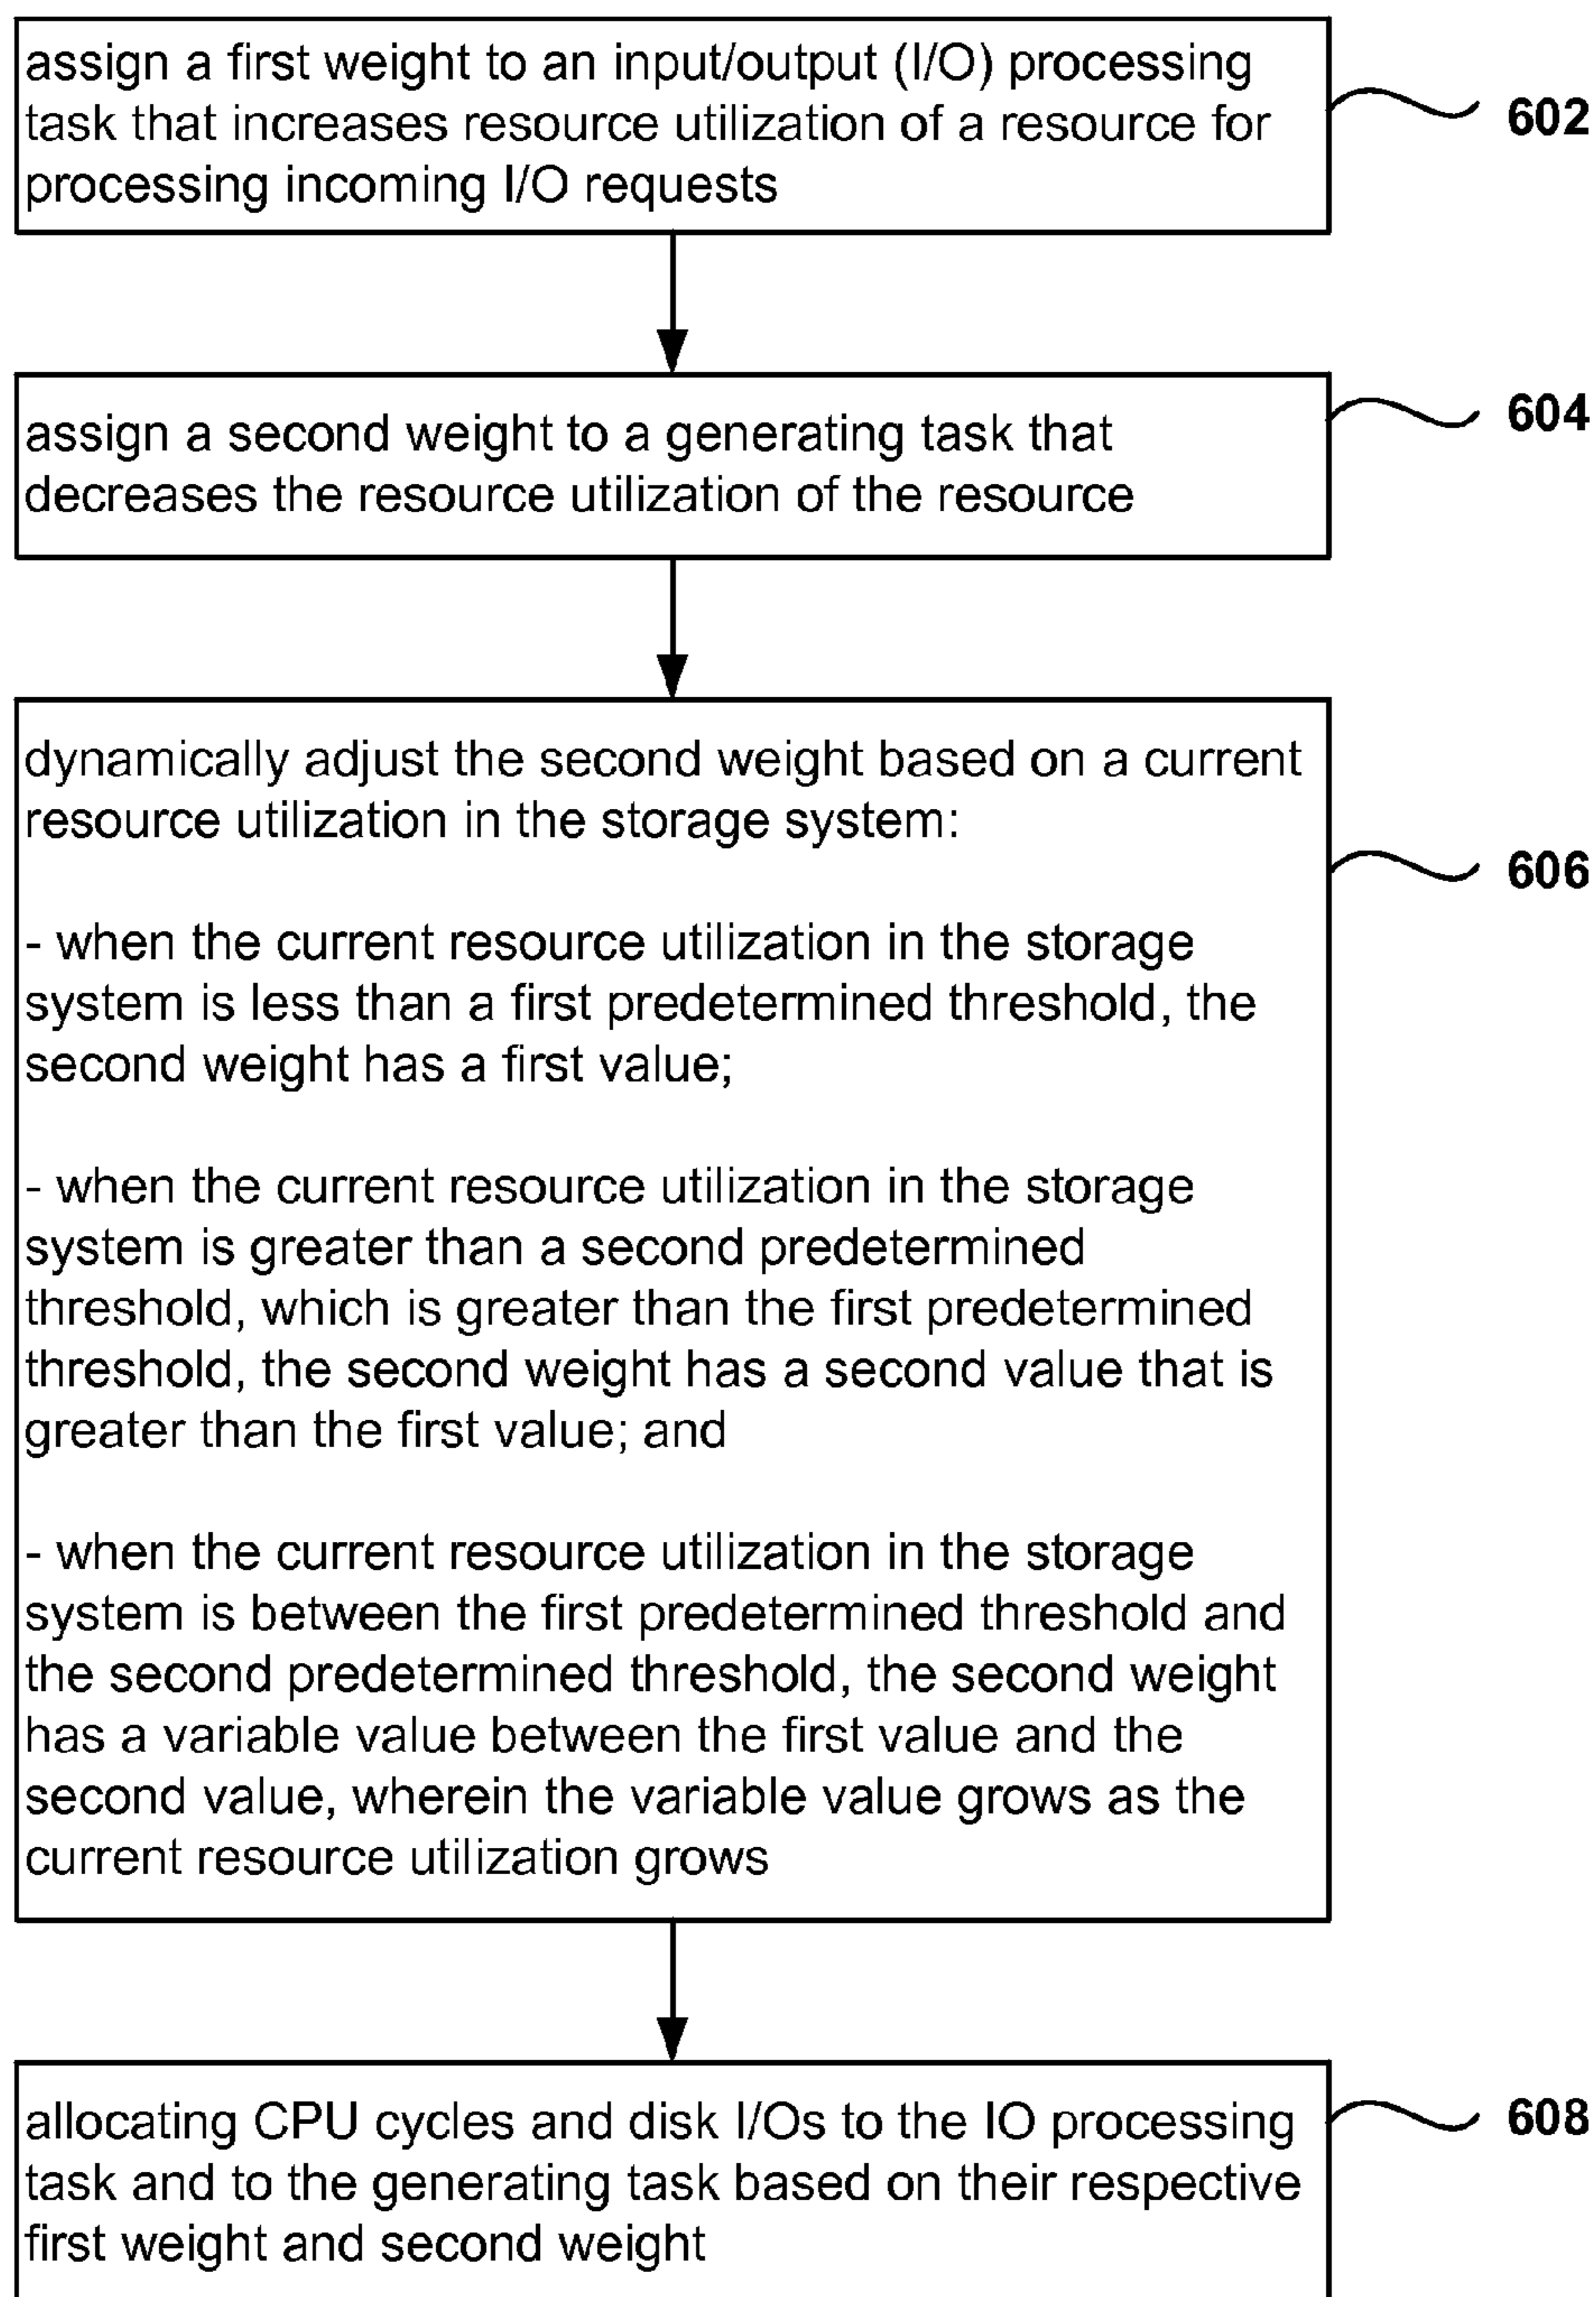 assign a first weight to an input/output (I/O) processing
task that increases resource utilization of a resource for
processing incoming I/O requests
602
assign a second weight to a generating task that
decreases the resource utilization of the resource
604
dynamically adjust the second weight based on a current
resource utilization in the storage system:
606
- when the current resource utilization in the storage
system is less than a first predetermined threshold, the
second weight has a first value;
- when the current resource utilization in the storage
system is greater than a second predetermined
threshold, which is greater than the first predetermined
threshold, the second weight has a second value that is
greater than the first value; and
- when the current resource utilization in the storage
system is between the first predetermined threshold and
the second predetermined threshold, the second weight
has a variable value between the first value and the
second value, wherein the variable value grows as the
current resource utilization grows
allocating CPU cycles and disk I/Os to the IO processing
task and to the generating task based on their respective
first weight and second weight
608